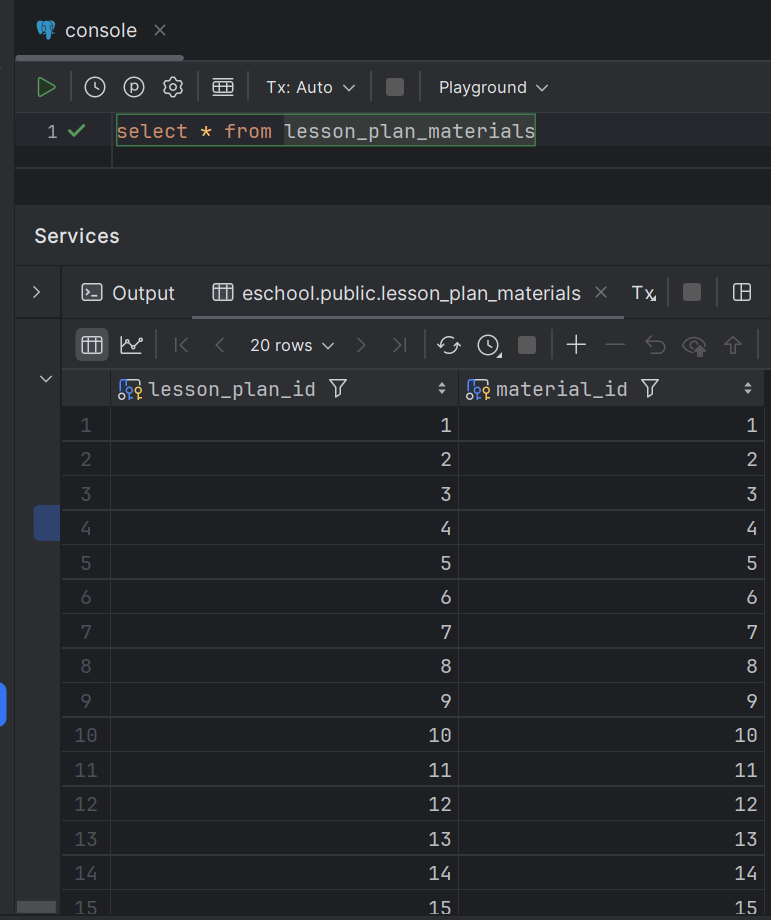 console
Tx: Auto
Playground
1 select * from lesson_plan_materials
Services
Output eschool.public.lesson_plan_materials Tx
20 rows
lesson_plan_id material_id
1 1 1
2 2 2
3 3 3
4 4 4
5 5 5
6 6 6
7 7 7
8 8 8
9 9 9
10 10 10
11 11 11
12 12 12
13 13 13
14 14 14
15 15 15